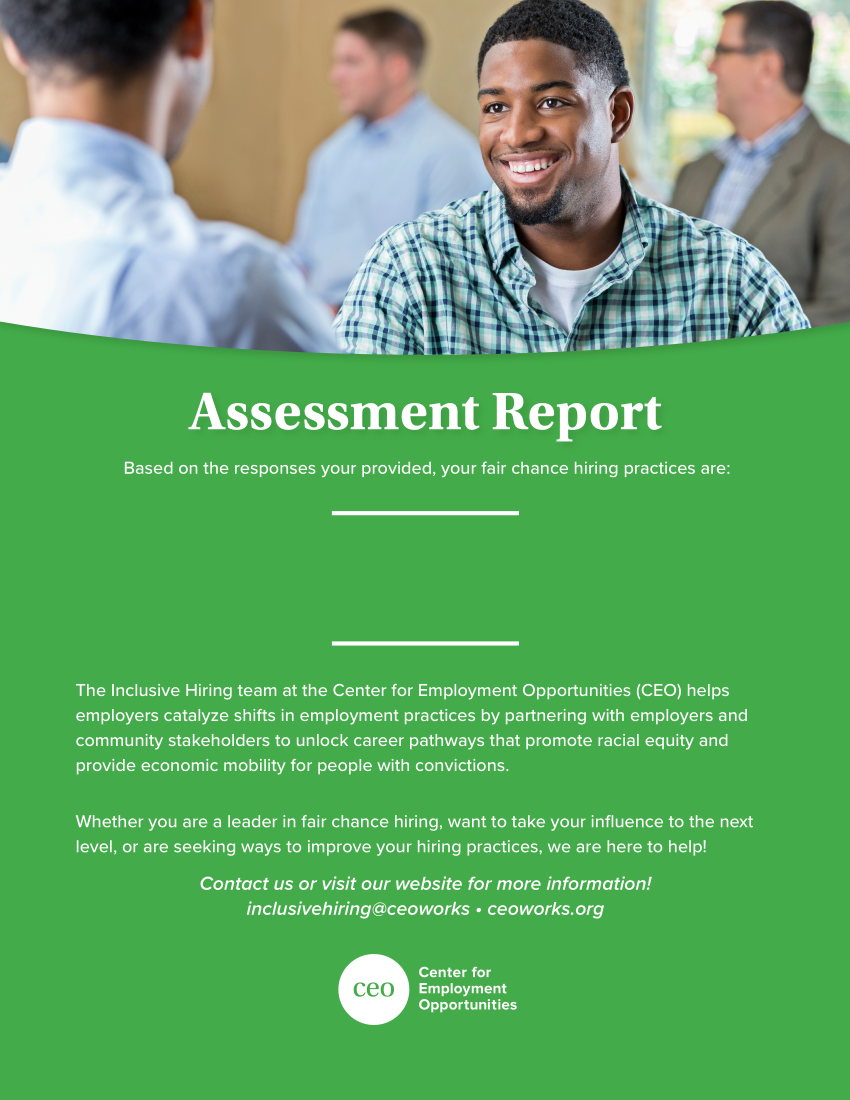 Assessment Report
Based on the responses your provided, your fair chance hiring practices are:
The Inclusive Hiring team at the Center for Employment Opportunities (CEO) helps
employers catalyze shifts in employment practices by partnering with employers and
community stakeholders to unlock career pathways that promote racial equity and
provide economic mobility for people with convictions.
Whether you are a leader in fair chance hiring, want to take your influence to the next
level, or are seeking ways to improve your hiring practices, we are here to help!
Contact us or visit our website for more information!
inclusivehiring@ceoworks • ceoworks.org
ceo
Center for
Employment
Opportunities